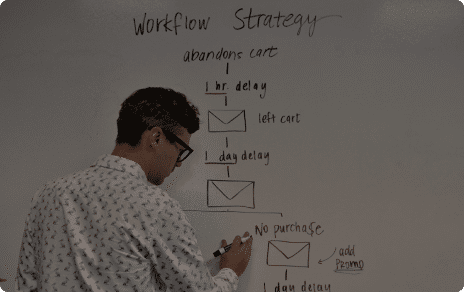 Workflow Strategy
abandons cart
1 hr. delay
left cart
1 day delay
No purchase
add
promo
1 day delay